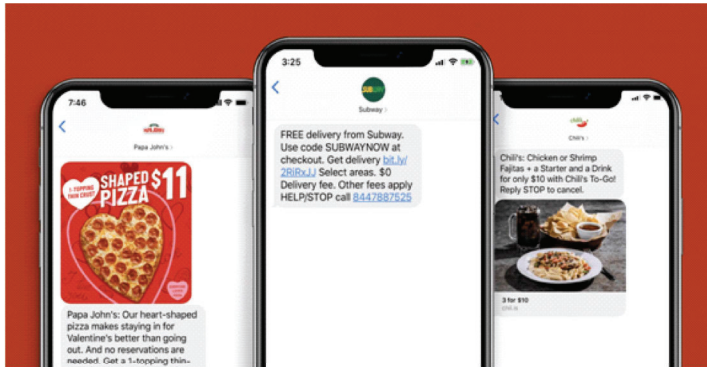 7:46
Papa John's >
1-TOPPING
THIN CRUST
SHAPED $11
PIZZA
Papa John's: Our heart-shaped
pizza makes staying in for
Valentine's better than going
out. And no reservations are
needed. Get a 1-topping thin-
3:25
SUBWAY
Subway >
FREE delivery from Subway.
Use code SUBWAYNOW at
checkout. Get delivery bit.ly/
2RiRxJJ Select areas. $0
Delivery fee. Other fees apply
HELP/STOP call 8447887525
Chili's >
Chili's: Chicken or Shrimp
Fajitas + a Starter and a Drink
for only $10 with Chili's To-Go!
Reply STOP to cancel.
3 for $10